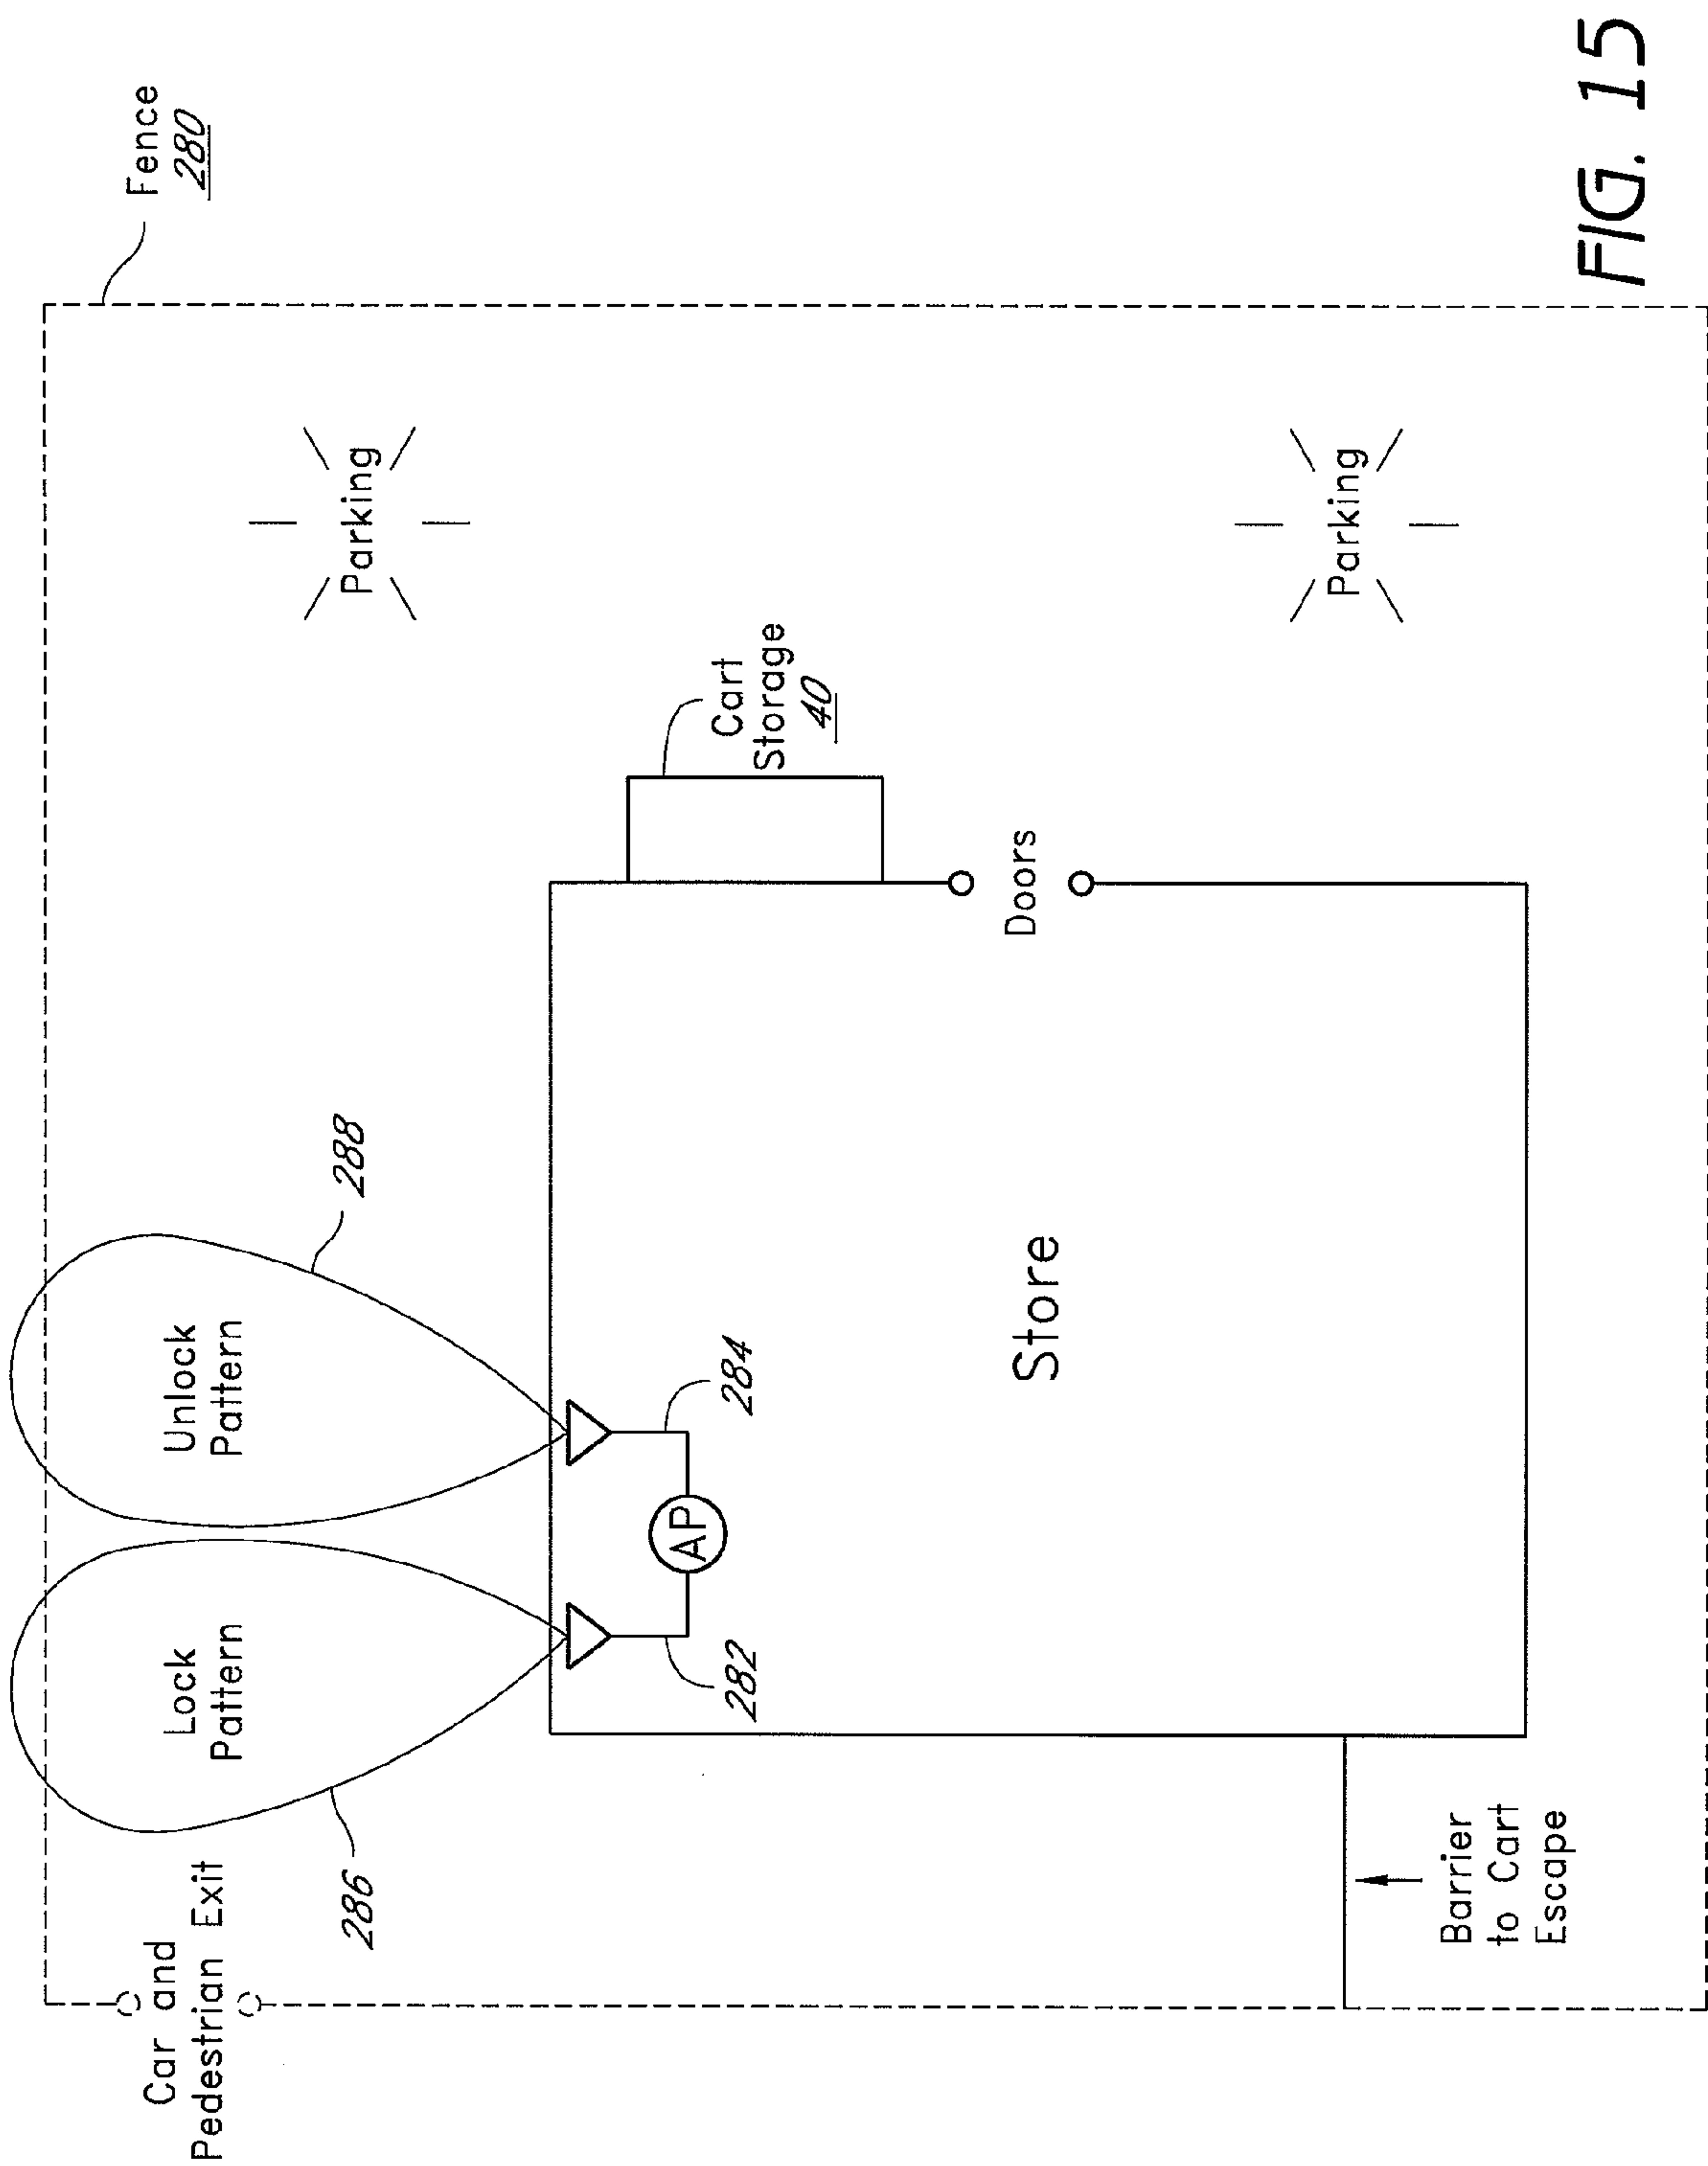 Car and
Pedestrian Exit
286
Lock
Pattern
Unlock
Pattern
288
Fence
280
282
AP
284
Parking
Cart
Storage
40
Store
Doors
Barrier
to Cart
Escape
Parking
FIG. 15